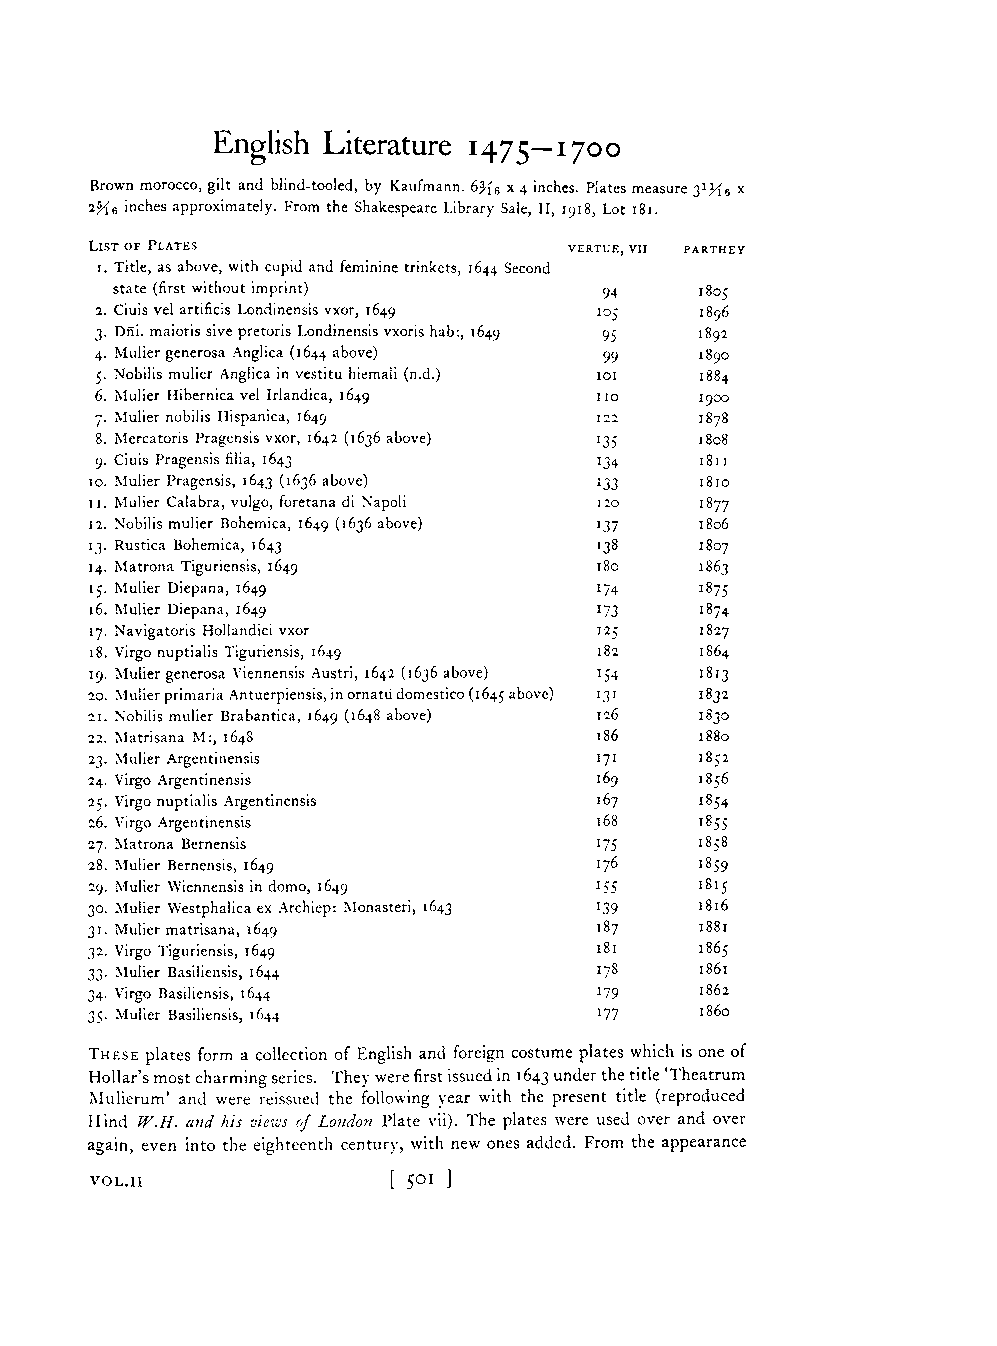 English Literature 1475–1700
Brown morocco, gilt and blind-tooled, by Kaufmann. 6 3/16 x 4 inches. Plates measure 3 11/16 x
2 5/16 inches approximately. From the Shakespeare Library Sale, II, 1918, Lot 181.
LIST OF PLATES VERTUE, VII PARTHEY
1. Title, as above, with cupid and feminine trinkets, 1644 Second
state (first without imprint) 94 1805
2. Ciuis vel artificis Londinensis vxor, 1649 105 1896
3. Dñi. maioris sive pretoris Londinensis vxoris hab:, 1649 95 1892
4. Mulier generosa Anglica (1644 above) 99 1890
5. Nobilis mulier Anglica in vestitu hiemali (n.d.) 101 1884
6. Mulier Hibernica vel Irlandica, 1649 110 1900
7. Mulier nobilis Hispanica, 1649 122 1878
8. Mercatoris Pragensis vxor, 1642 (1636 above) 135 1808
9. Ciuis Pragensis filia, 1643 134 1811
10. Mulier Pragensis, 1643 (1636 above) 133 1810
11. Mulier Calabra, vulgo, foretana di Napoli 120 1877
12. Nobilis mulier Bohemica, 1649 (1636 above) 137 1806
13. Rustica Bohemica, 1643 138 1807
14. Matrona Tiguriensis, 1649 180 1863
15. Mulier Diepana, 1649 174 1875
16. Mulier Diepana, 1649 173 1874
17. Navigatoris Hollandici vxor 125 1827
18. Virgo nuptialis Tiguriensis, 1649 182 1864
19. Mulier generosa Viennensis Austri, 1642 (1636 above) 154 1813
20. Mulier primaria Antuerpiensis, in ornatu domestico (1645 above) 131 1832
21. Nobilis mulier Brabantica, 1649 (1648 above) 126 1830
22. Matrisana M:, 1648 186 1880
23. Mulier Argentinensis 171 1852
24. Virgo Argentinensis 169 1856
25. Virgo nuptialis Argentinensis 167 1854
26. Virgo Argentinensis 168 1855
27. Matrona Bernensis 175 1858
28. Mulier Bernensis, 1649 176 1859
29. Mulier Wiennensis in domo, 1649 155 1815
30. Mulier Westphalica ex Archiep: Monasteri, 1643 139 1816
31. Mulier matrisana, 1649 187 1881
32. Virgo Tiguriensis, 1649 181 1865
33. Mulier Basiliensis, 1644 178 1861
34. Virgo Basiliensis, 1644 179 1862
35. Mulier Basiliensis, 1644 177 1860
THESE plates form a collection of English and foreign costume plates which is one of
Hollar's most charming series. They were first issued in 1643 under the title 'Theatrum
Mulierum' and were reissued the following year with the present title (reproduced
Hind W.H. and his views of London Plate vii). The plates were used over and over
again, even into the eighteenth century, with new ones added. From the appearance
VOL.II [ 501 ]